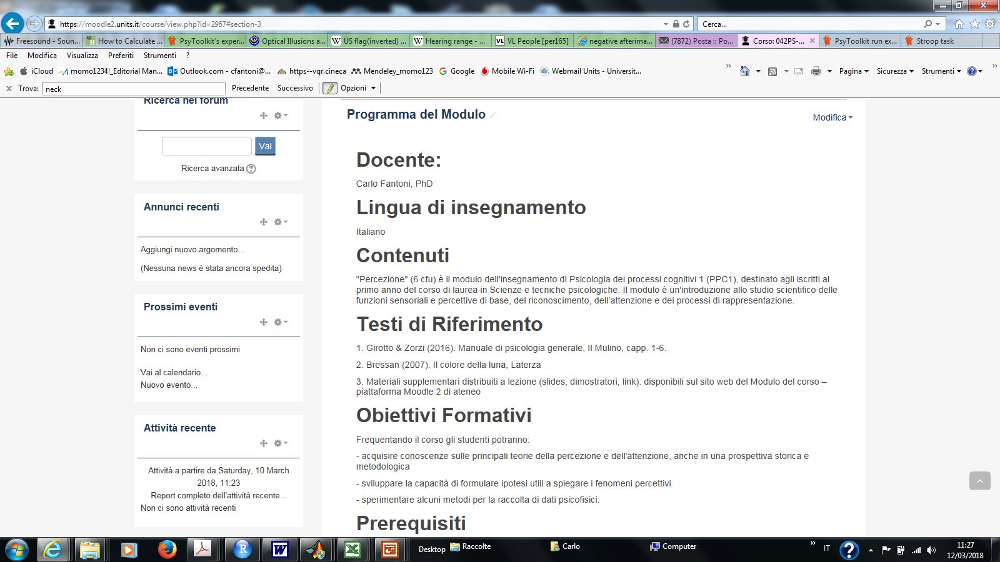 https://moodle2.units.it/course/view.php?id=2967#section-3
Cerca...
Freesound - Soun...
How to Calculate ...
PsyToolkit's exper...
Optical Illusions a...
US flag(inverted) ...
Hearing range - ...
VL People [per165]
negative afterima...
(7872) Posta :: Po...
Corso: 042PS-...
PsyToolkit run ex...
Stroop task
File Modifica Visualizza Preferiti Strumenti ?
iCloud
momo1234!_Editorial Man...
Outlook.com - cfantoni@...
https--vqr.cineca
Mendeley_momo123
Google
Mobile Wi-Fi
Webmail Units - Universit...
Pagina
Sicurezza
Strumenti
Trova: neck Precedente Successivo Opzioni
Ricerca nei forum
Vai
Ricerca avanzata
Annunci recenti
Aggiungi nuovo argomento...
(Nessuna news è stata ancora spedita)
Prossimi eventi
Non ci sono eventi prossimi
Vai al calendario...
Nuovo evento...
Attività recente
Attività a partire da Saturday, 10 March
2018, 11:23
Report completo dell'attività recente...
Non ci sono attività recenti
Programma del Modulo
Modifica
Docente:
Carlo Fantoni, PhD
Lingua di insegnamento
Italiano
Contenuti
"Percezione" (6 cfu) è il modulo dell'insegnamento di Psicologia dei processi cognitivi 1 (PPC1), destinato agli iscritti al
primo anno del corso di laurea in Scienze e tecniche psicologiche. Il modulo è un'introduzione allo studio scientifico delle
funzioni sensoriali e percettive di base, del riconoscimento, dell’attenzione e dei processi di rappresentazione.
Testi di Riferimento
1. Girotto & Zorzi (2016). Manuale di psicologia generale, Il Mulino, capp. 1-6.
2. Bressan (2007). Il colore della luna, Laterza
3. Materiali supplementari distribuiti a lezione (slides, dimostratori, link): disponibili sul sito web del Modulo del corso –
piattaforma Moodle 2 di ateneo
Obiettivi Formativi
Frequentando il corso gli studenti potranno:
- acquisire conoscenze sulle principali teorie della percezione e dell'attenzione, anche in una prospettiva storica e
metodologica
- sviluppare la capacità di formulare ipotesi utili a spiegare i fenomeni percettivi
- sperimentare alcuni metodi per la raccolta di dati psicofisici.
Prerequisiti
Desktop
Raccolte
Carlo
Computer
IT
11:27
12/03/2018